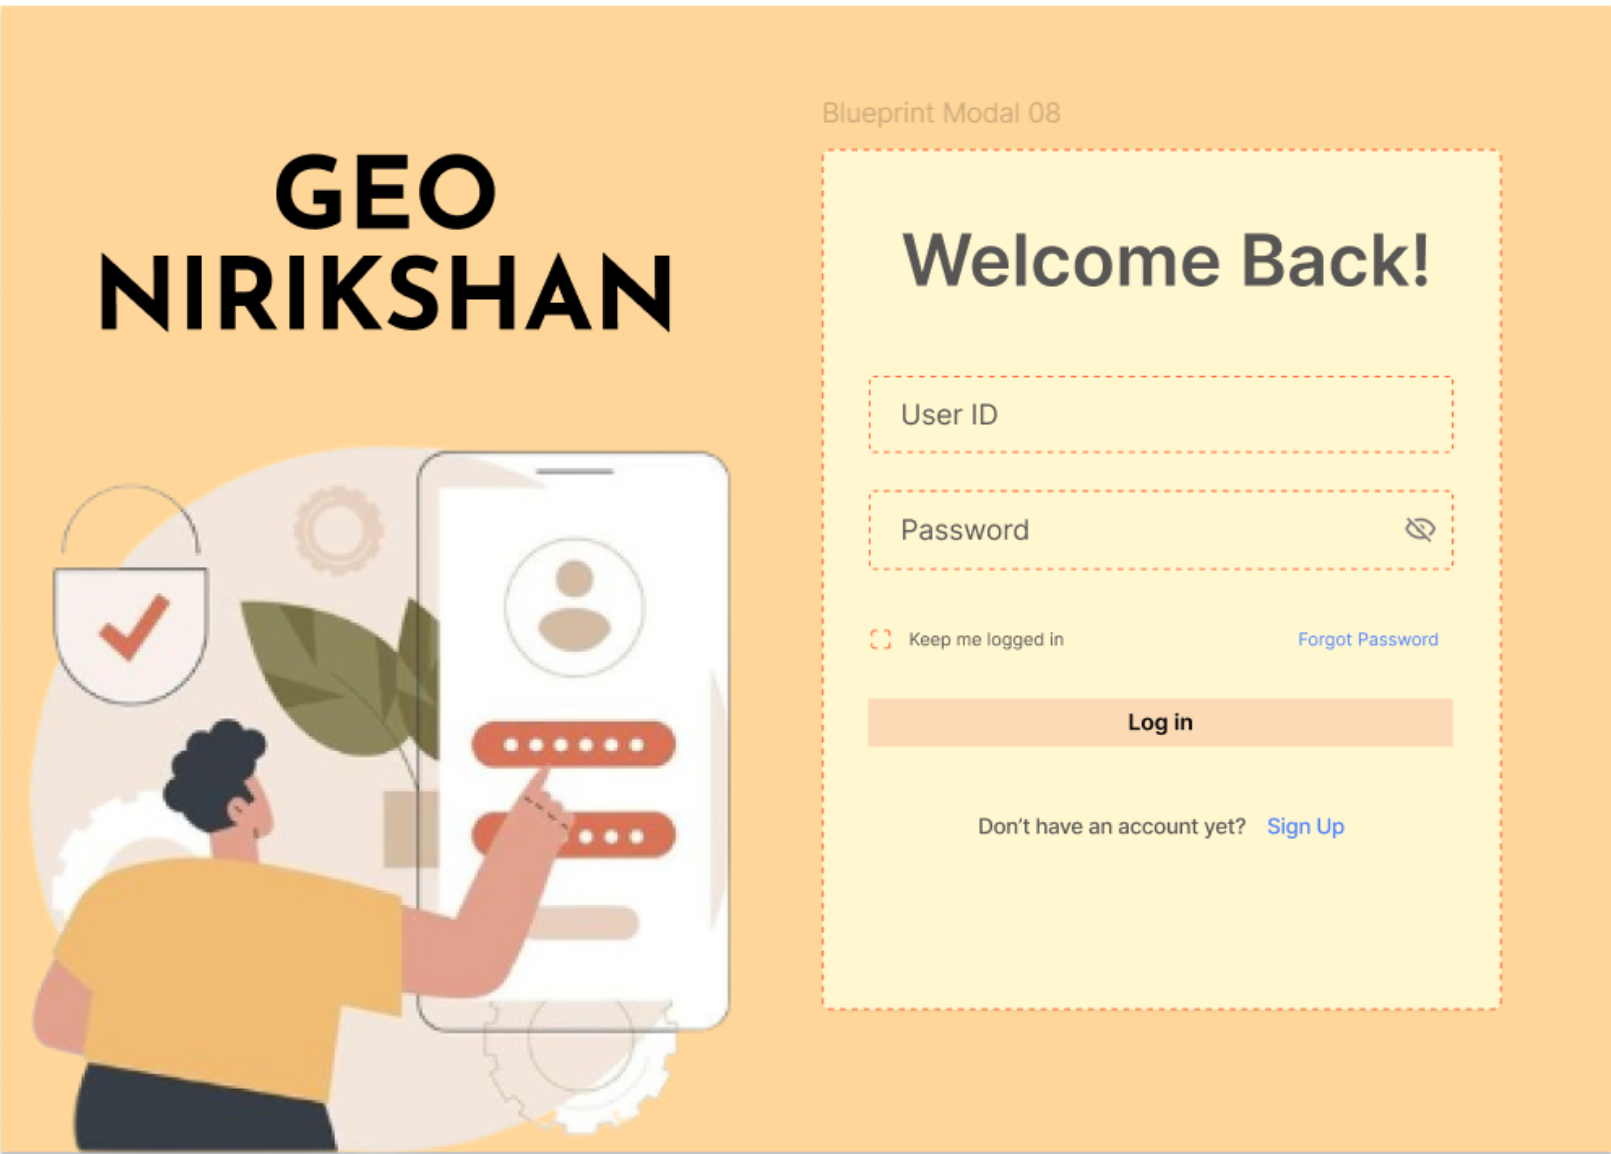 GEO
NIRIKSHAN
Blueprint Modal 08
Welcome Back!
User ID
Password
Keep me logged in
Forgot Password
Log in
Don't have an account yet? Sign Up